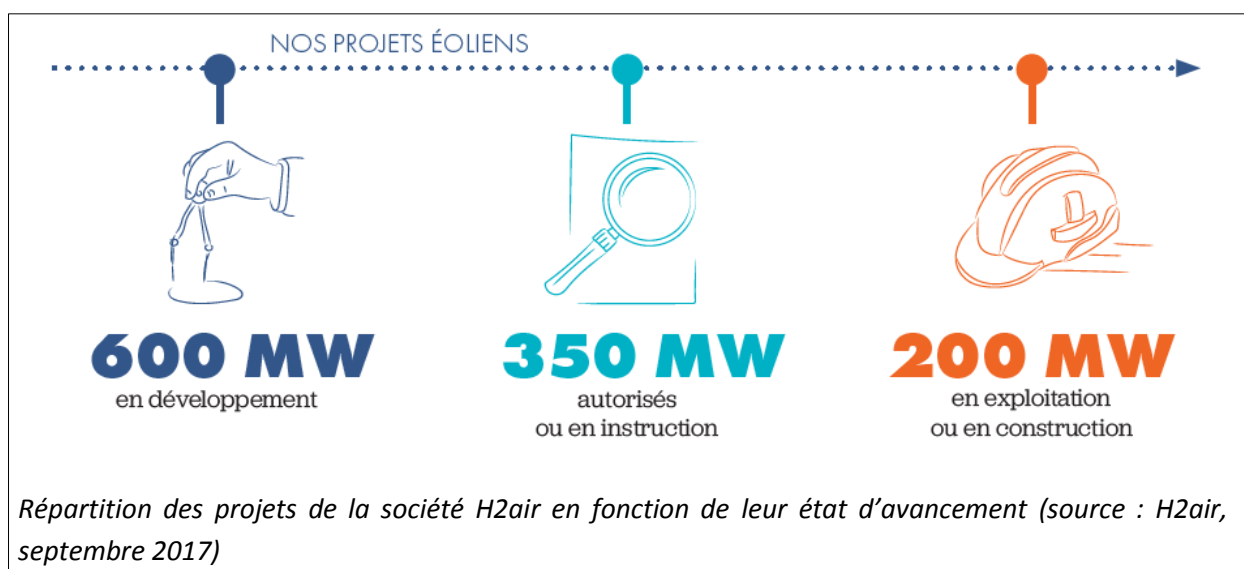 NOS PROJETS ÉOLIENS
600 MW
en développement
350 MW
autorisés
ou en instruction
200 MW
en exploitation
ou en construction
Répartition des projets de la société H2air en fonction de leur état d’avancement (source : H2air,
septembre 2017)